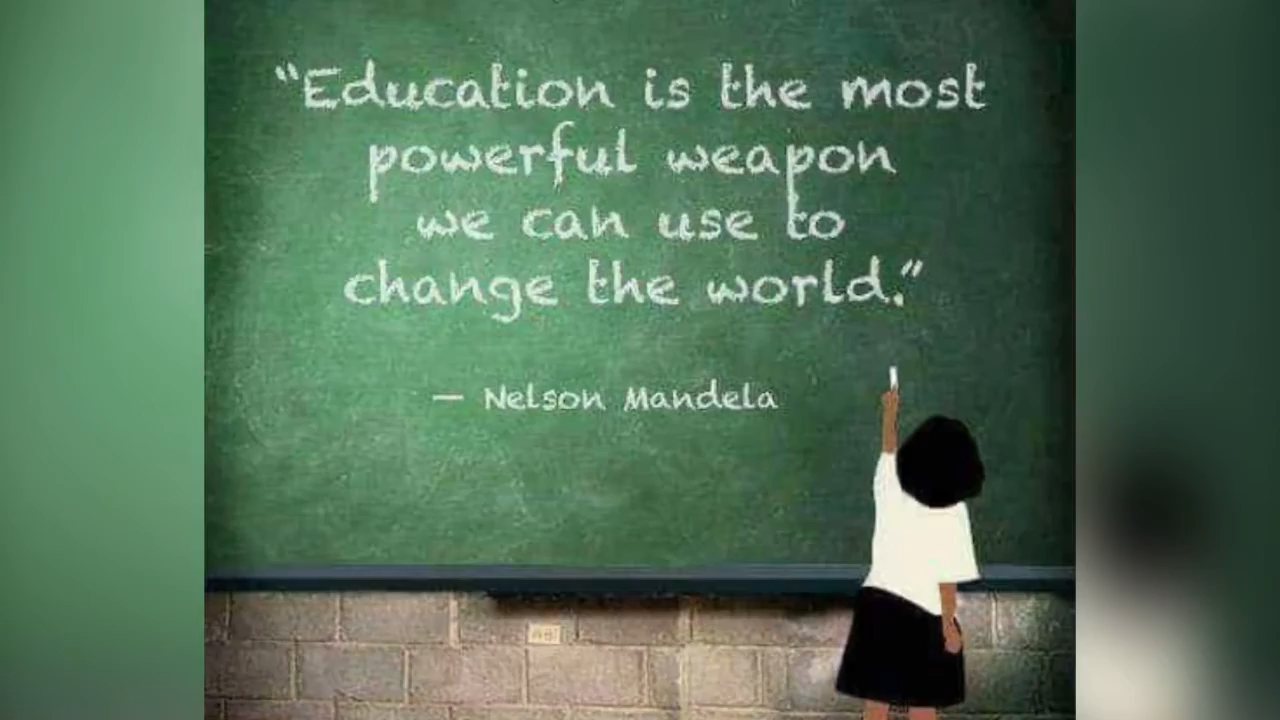 “Education is the most
powerful weapon
we can use to
change the world.”
— Nelson Mandela